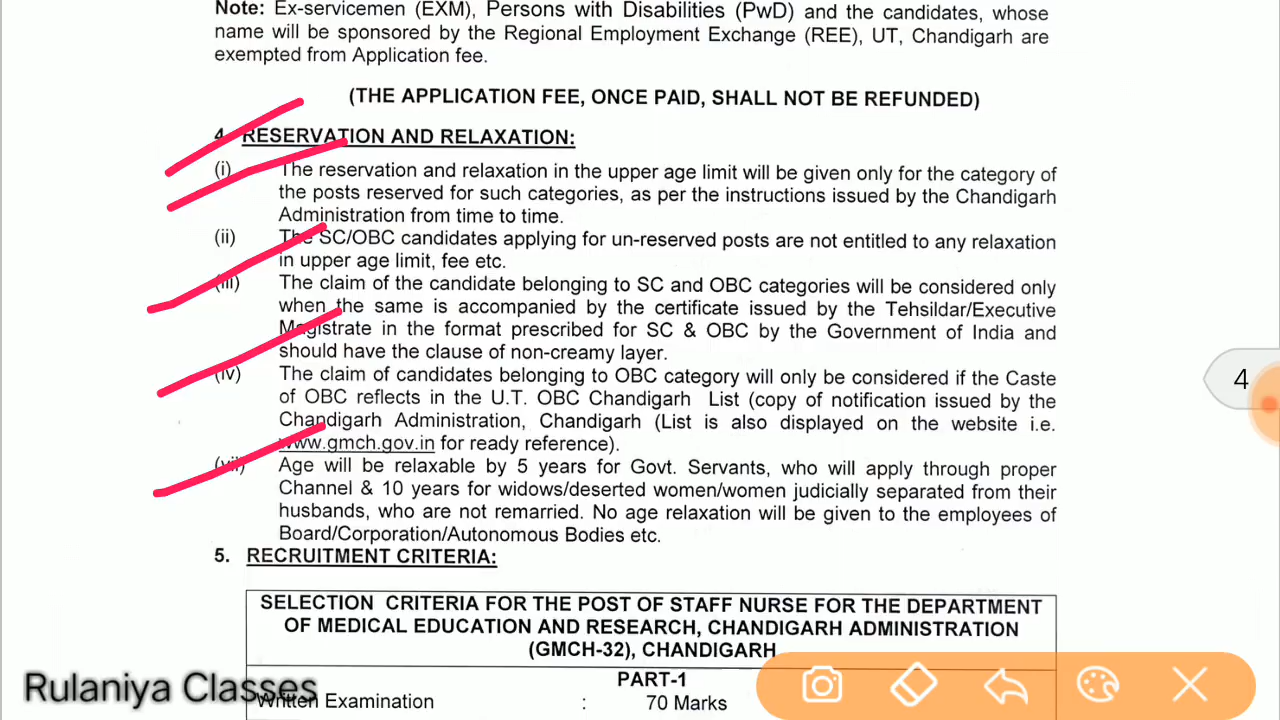 Note: Ex-servicemen (EXM), Persons with Disabilities (PwD) and the candidates, whose
name will be sponsored by the Regional Employment Exchange (REE), UT, Chandigarh are
exempted from Application fee.
(THE APPLICATION FEE, ONCE PAID, SHALL NOT BE REFUNDED)
4. RESERVATION AND RELAXATION:
(i) The reservation and relaxation in the upper age limit will be given only for the category of
the posts reserved for such categories, as per the instructions issued by the Chandigarh
Administration from time to time.
(ii) The SC/OBC candidates applying for un-reserved posts are not entitled to any relaxation
in upper age limit, fee etc.
(iii) The claim of the candidate belonging to SC and OBC categories will be considered only
when the same is accompanied by the certificate issued by the Tehsildar/Executive
Magistrate in the format prescribed for SC & OBC by the Government of India and
should have the clause of non-creamy layer.
(iv) The claim of candidates belonging to OBC category will only be considered if the Caste
of OBC reflects in the U.T. OBC Chandigarh List (copy of notification issued by the
Chandigarh Administration, Chandigarh (List is also displayed on the website i.e.
www.gmch.gov.in for ready reference).
(vii) Age will be relaxable by 5 years for Govt. Servants, who will apply through proper
Channel & 10 years for widows/deserted women/women judicially separated from their
husbands, who are not remarried. No age relaxation will be given to the employees of
Board/Corporation/Autonomous Bodies etc.
5. RECRUITMENT CRITERIA:
SELECTION CRITERIA FOR THE POST OF STAFF NURSE FOR THE DEPARTMENT
OF MEDICAL EDUCATION AND RESEARCH, CHANDIGARH ADMINISTRATION
(GMCH-32), CHANDIGARH
PART-1
Written Examination : 70 Marks
4
Rulaniya Classes